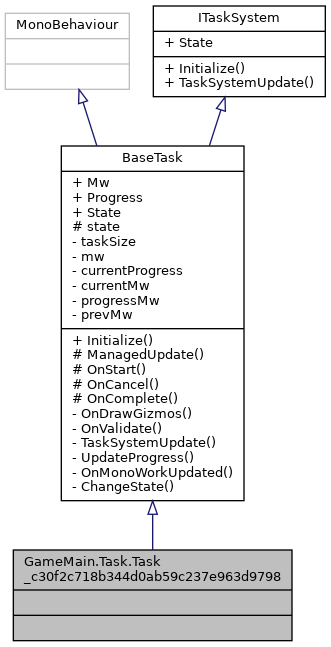 MonoBehaviour
ITaskSystem
+ State
+ Initialize()
+ TaskSystemUpdate()
BaseTask
+ Mw
+ Progress
+ State
# state
- taskSize
- mw
- currentProgress
- currentMw
- progressMw
- prevMw
+ Initialize()
# ManagedUpdate()
# OnStart()
# OnCancel()
# OnComplete()
- OnDrawGizmos()
- OnValidate()
- TaskSystemUpdate()
- UpdateProgress()
- OnMonoWorkUpdated()
- ChangeState()
GameMain.Task.Task
_c30f2c718b344d0ab59c237e963d9798